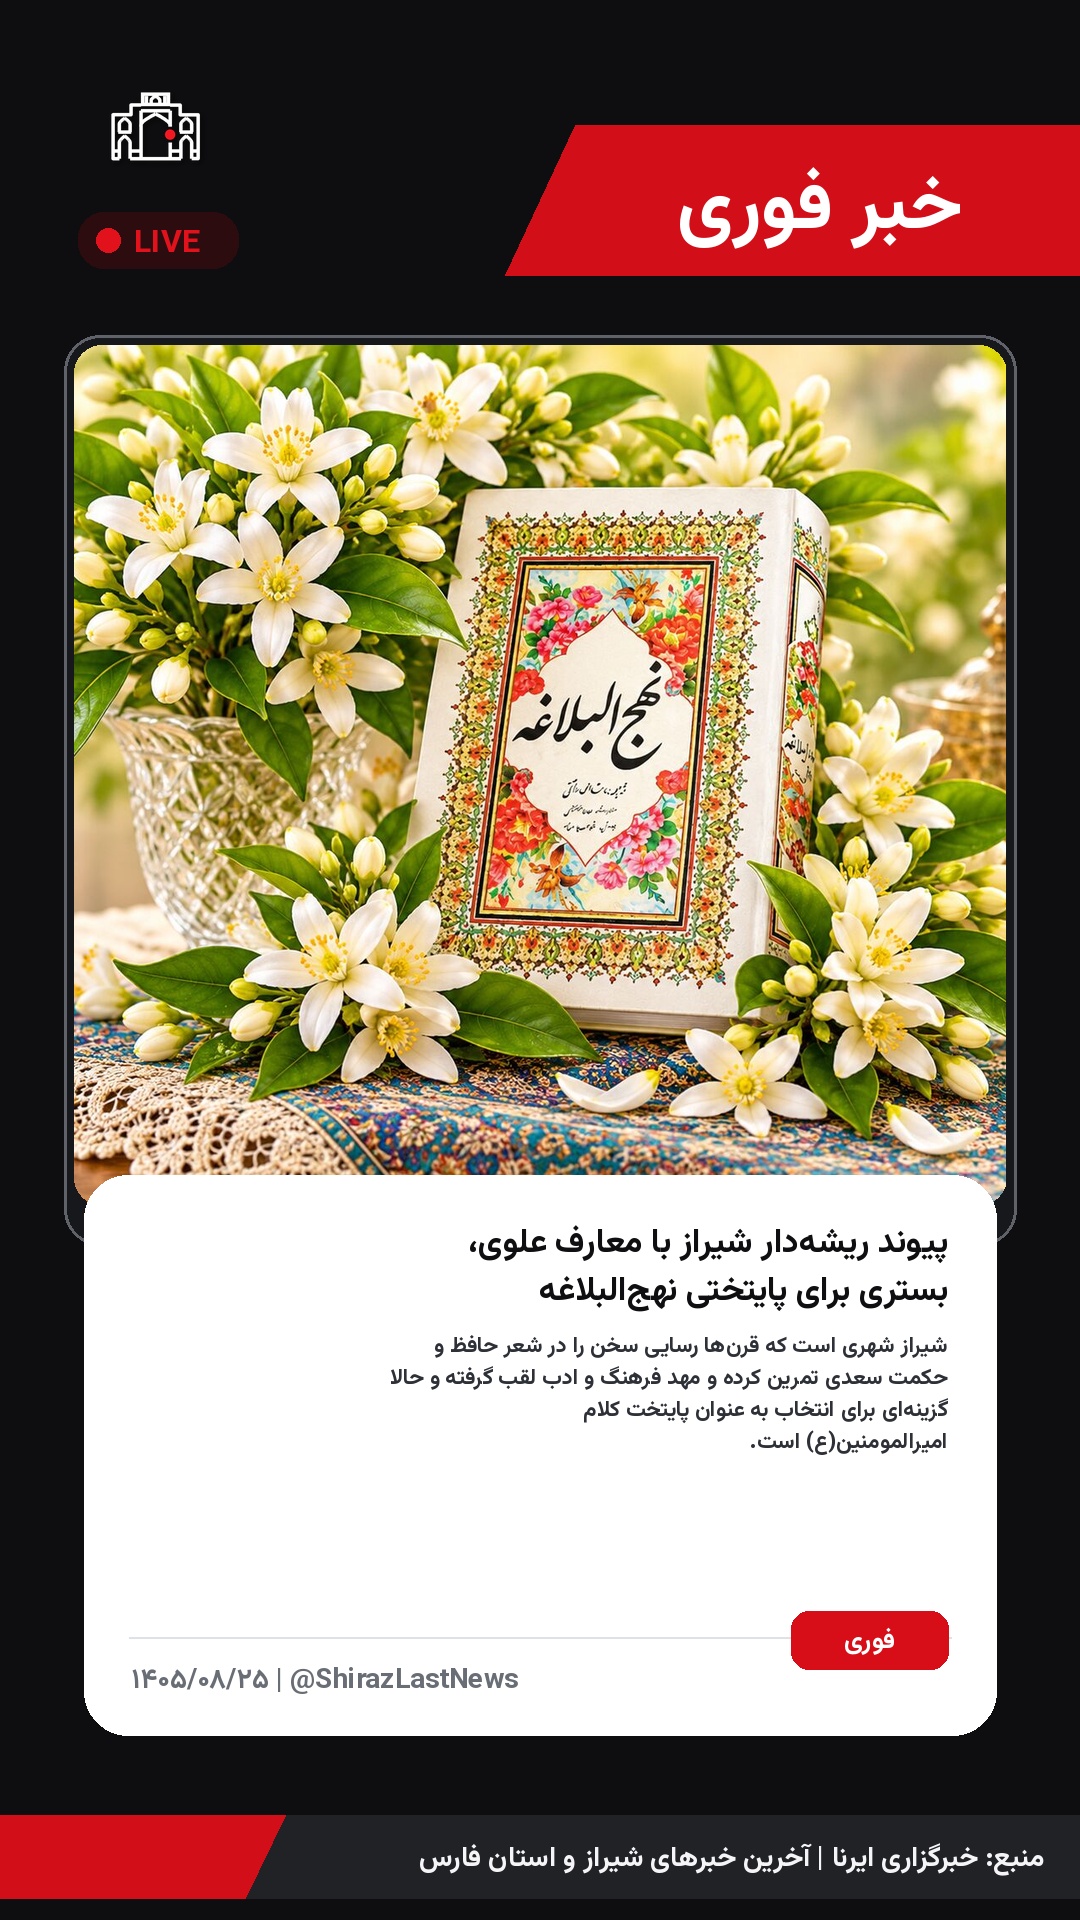 خبر فوری
LIVE
نهج البلاغه
پیوند ریشه‌دار شیراز با معارف علوی،
بستری برای پایتختی نهج‌البلاغه
شیراز شهری است که قرن‌ها رسایی سخن را در شعر حافظ و
حکمت سعدی تمرین کرده و مهد فرهنگ و ادب لقب گرفته و حالا
گزینه‌ای برای انتخاب به عنوان پایتخت کلام
امیرالمومنین(ع) است.
فوری
۱۴۰۵/۰۸/۲۵ | @ShirazLastNews
منبع: خبرگزاری ایرنا | آخرین خبرهای شیراز و استان فارس